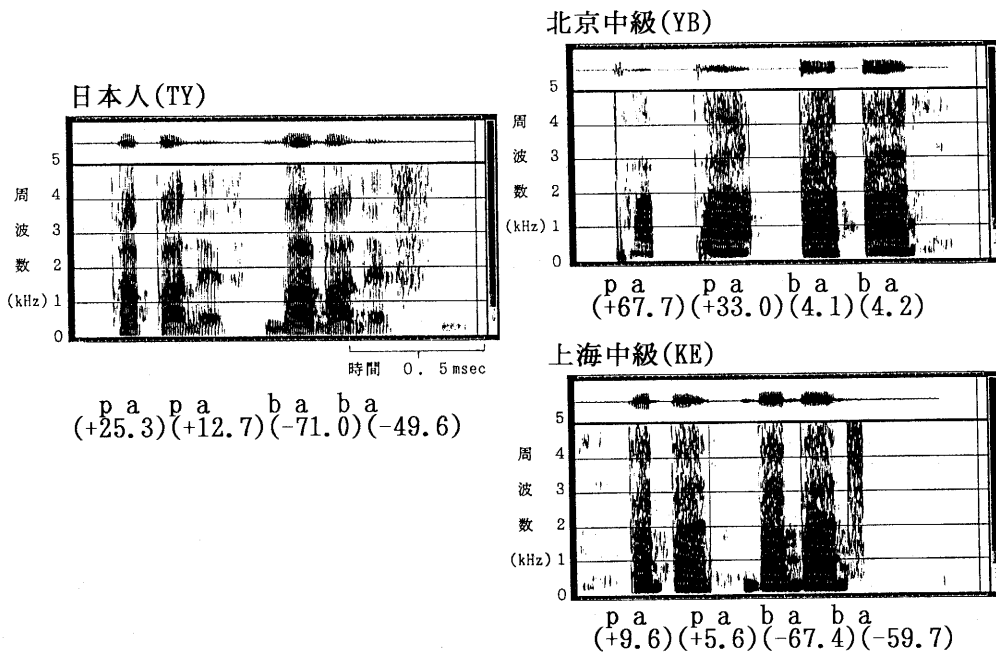 日本人(TY)
5
周 4
波 3
数 2
(kHz) 1
0
時間 0.5msec
p a p a b a b a
(+25.3)(+12.7)(-71.0)(-49.6)
北京中級(YB)
5
周 4
波 3
数 2
(kHz) 1
0
p a p a b a b a
(+67.7)(+33.0)(4.1)(4.2)
上海中級(KE)
5
周 4
波 3
数 2
(kHz) 1
0
p a p a b a b a
(+9.6)(+5.6)(-67.4)(-59.7)